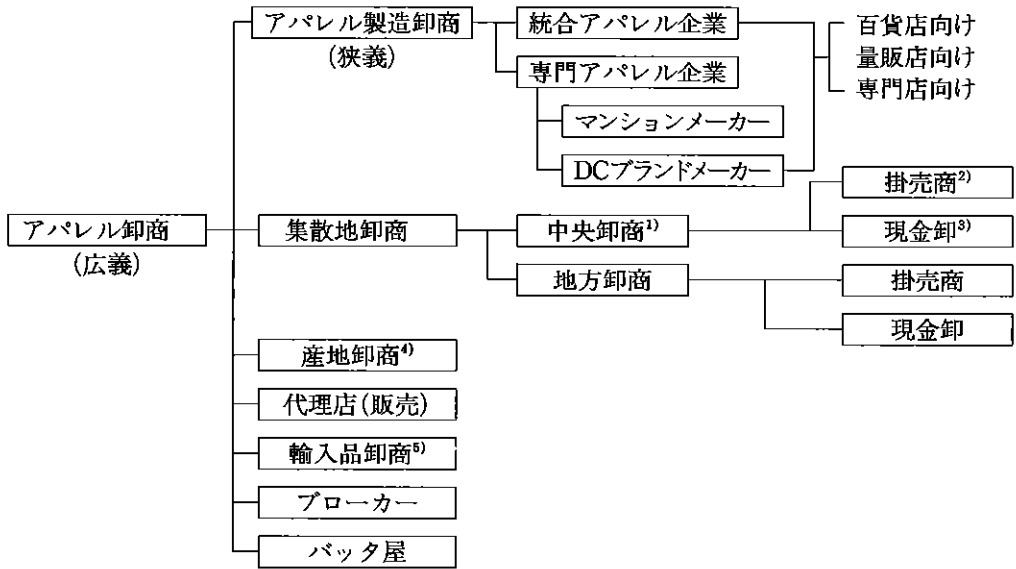 アパレル卸商
(広義)
アパレル製造卸商
(狭義)
統合アパレル企業
専門アパレル企業
マンションメーカー
DCブランドメーカー
百貨店向け
量販店向け
専門店向け
集散地卸商
中央卸商1)
掛売商2)
現金卸3)
地方卸商
掛売商
現金卸
産地卸商4)
代理店(販売)
輸入品卸商5)
ブローカー
バッタ屋